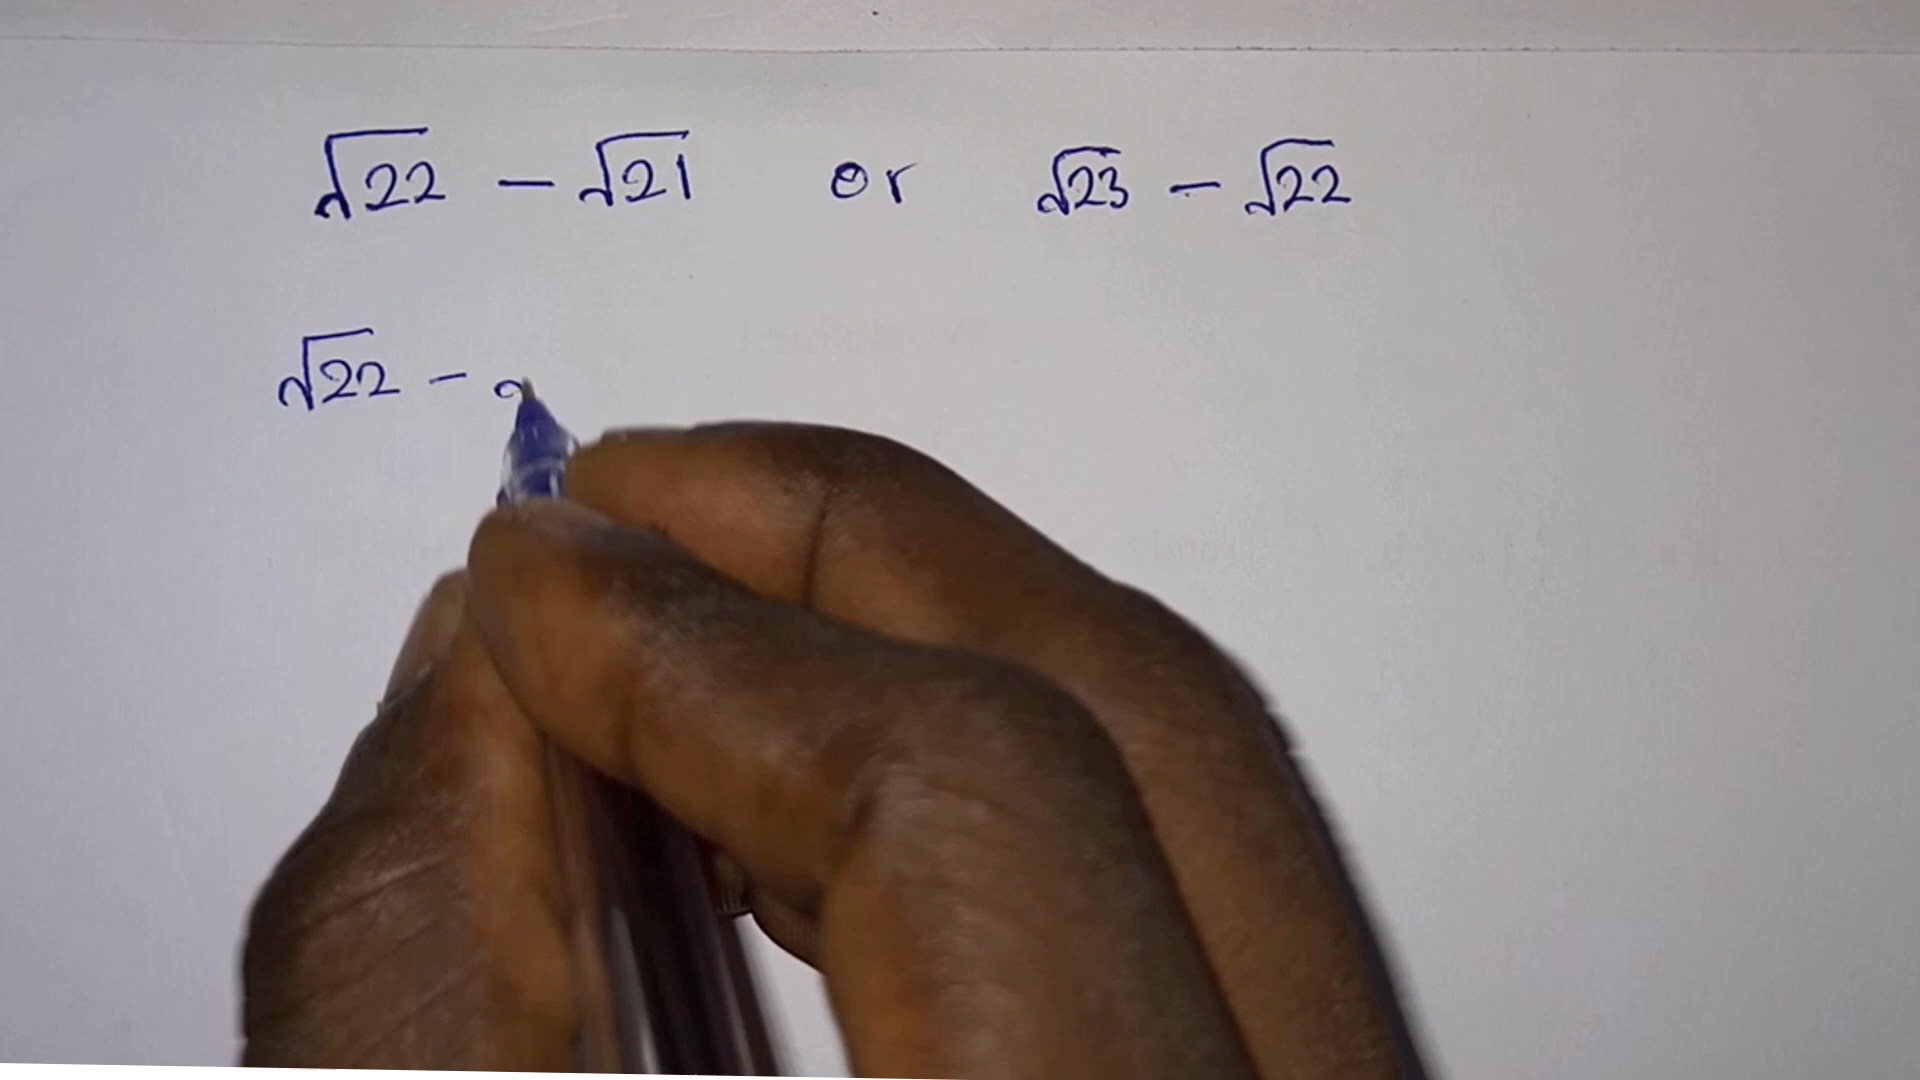 √22 - √21 or √23 - √22
√22 -